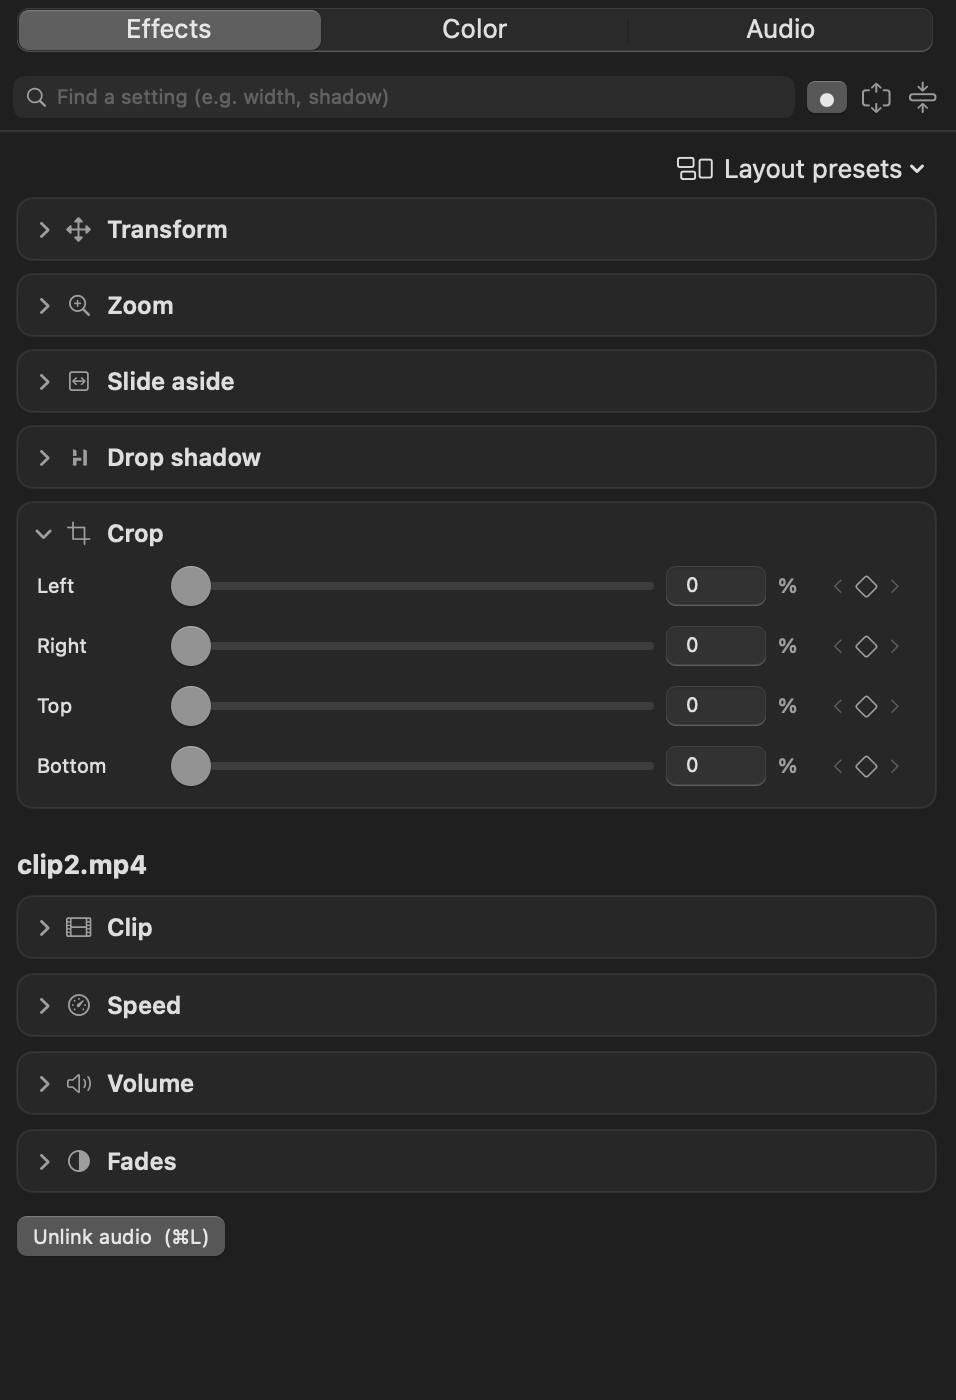 Effects Color Audio
Find a setting (e.g. width, shadow)
Layout presets
Transform
Zoom
Slide aside
Drop shadow
Crop
Left 0 %
Right 0 %
Top 0 %
Bottom 0 %
clip2.mp4
Clip
Speed
Volume
Fades
Unlink audio (⌘L)